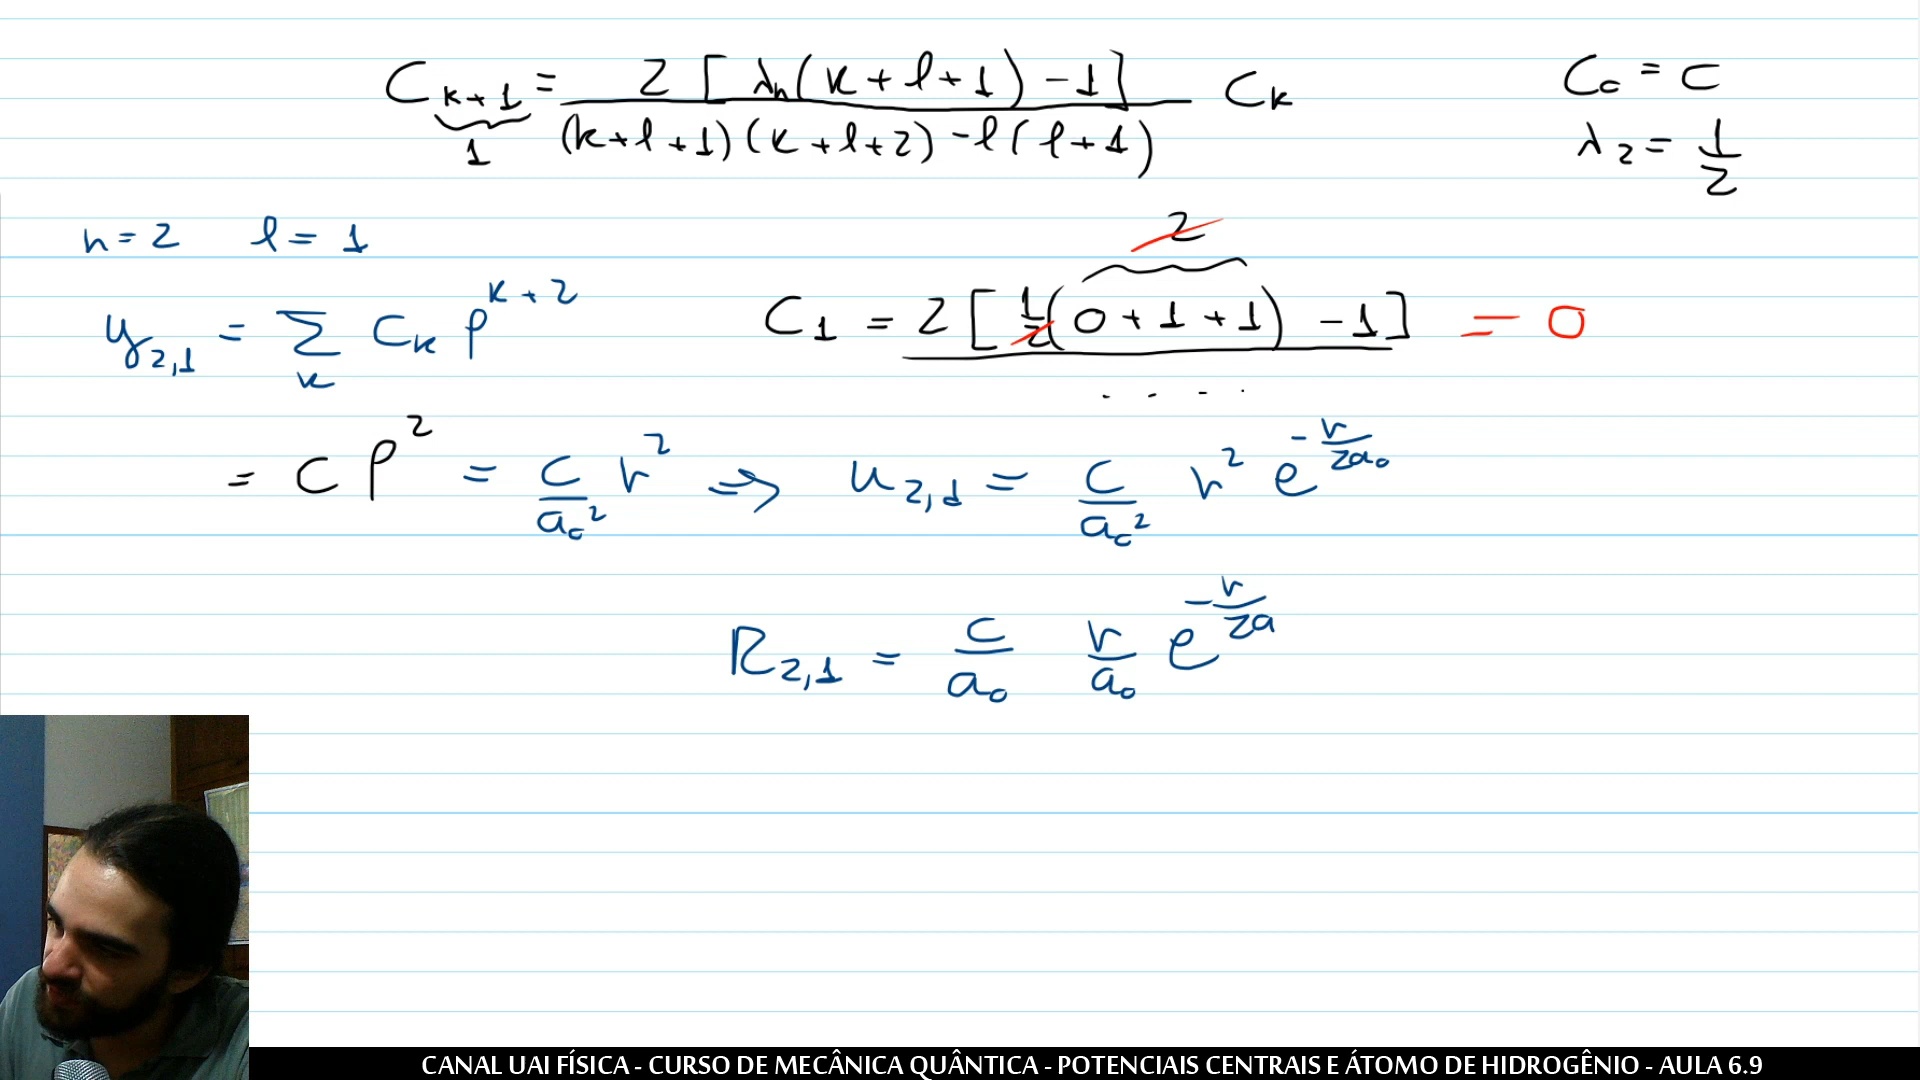 C_{k+1} = 2 [ λ_n (k + l + 1) - 1 ] / (k+l+1)(k+l+2) - l(l+1) C_k
C_0 = C
1
λ_2 = 1/2
n = 2 l = 1
2
y_{2,1} = Σ_k C_k ρ^{k+2}
C_1 = 2 [ 1/2 (0 + 1 + 1) - 1 ] / .... = 0
= C ρ^2 = C/a_0^2 r^2 ⇒ u_{2,1} = C/a_0^2 r^2 e^{-r/2a_0}
R_{2,1} = C/a_0 r/a_0 e^{-r/2a}
CANAL UAI FÍSICA - CURSO DE MECÂNICA QUÂNTICA - POTENCIAIS CENTRAIS E ÁTOMO DE HIDROGÊNIO - AULA 6.9